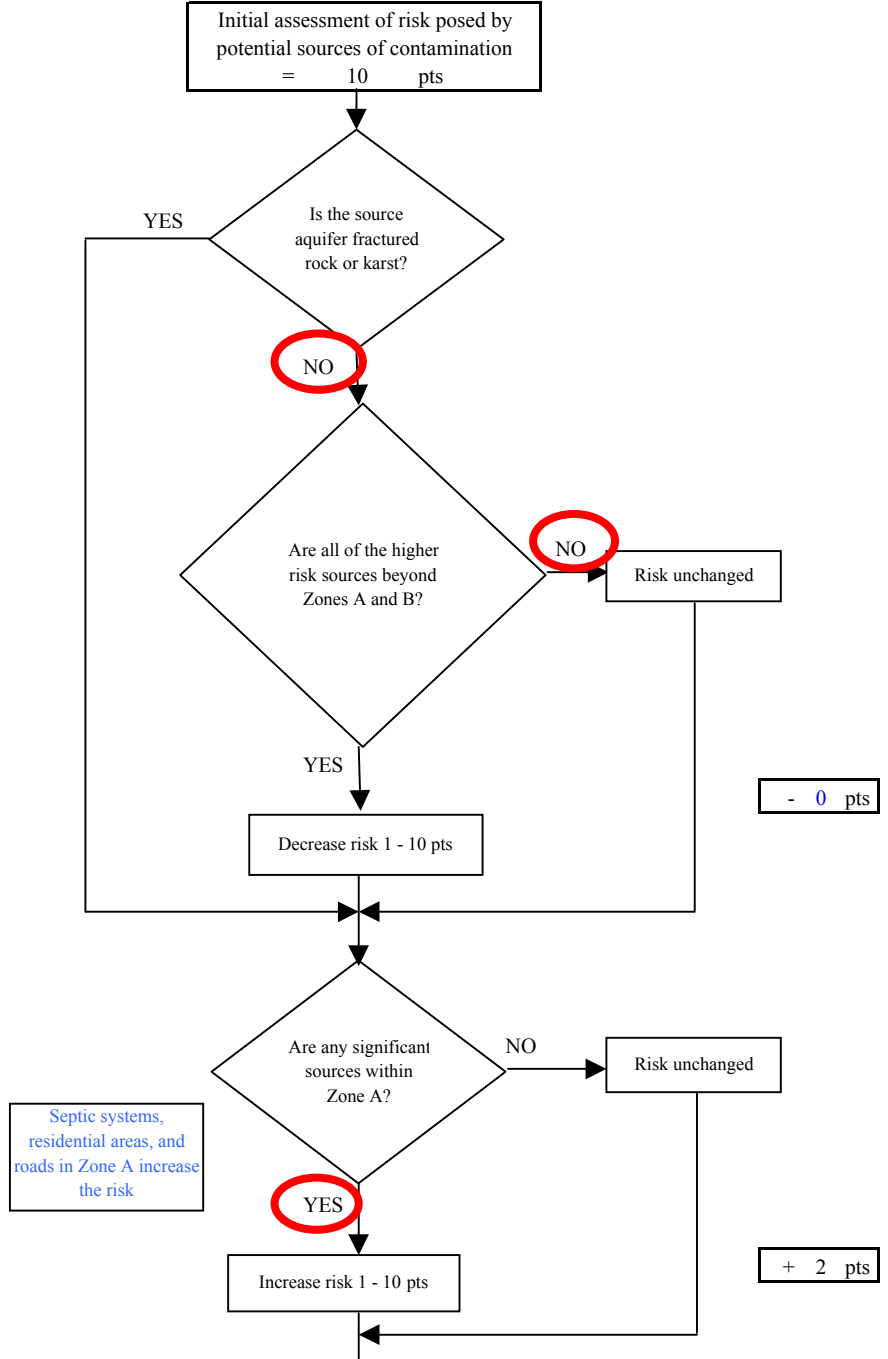 Initial assessment of risk posed by
potential sources of contamination
= 10 pts
YES
Is the source
aquifer fractured
rock or karst?
NO
Are all of the higher
risk sources beyond
Zones A and B?
NO
Risk unchanged
YES
- 0 pts
Decrease risk 1 - 10 pts
Are any significant
sources within
Zone A?
NO
Risk unchanged
Septic systems,
residential areas, and
roads in Zone A increase
the risk
YES
+ 2 pts
Increase risk 1 - 10 pts